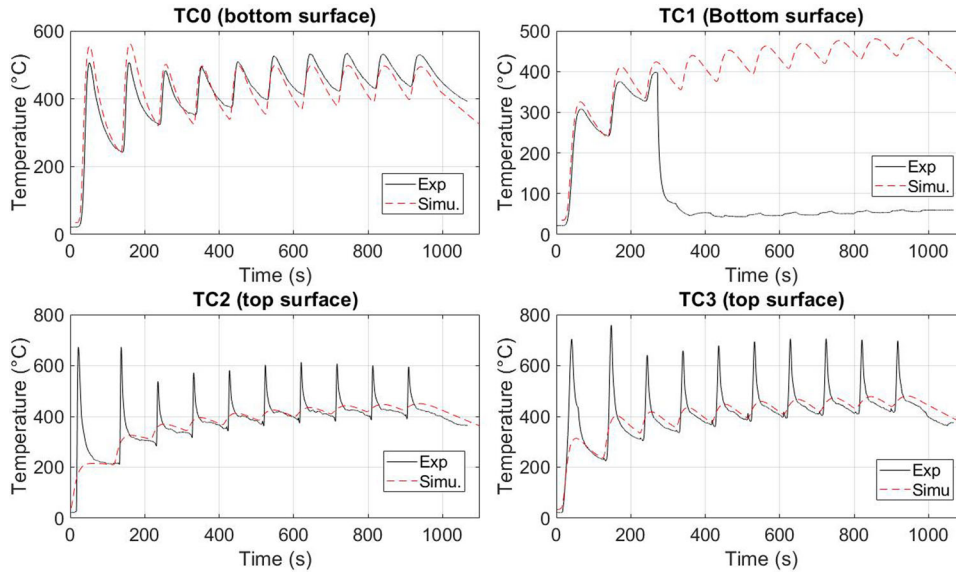 TC0 (bottom surface)
600
400
200
0
Temperature (°C)
Exp
Simu.
0 200 400 600 800 1000
Time (s)
TC1 (Bottom surface)
500
400
300
200
100
0
Temperature (°C)
Exp
Simu.
0 200 400 600 800 1000
Time (s)
TC2 (top surface)
800
600
400
200
0
Temperature (°C)
Exp
Simu.
0 200 400 600 800 1000
Time (s)
TC3 (top surface)
800
600
400
200
0
Temperature (°C)
Exp
Simu
0 200 400 600 800 1000
Time (s)